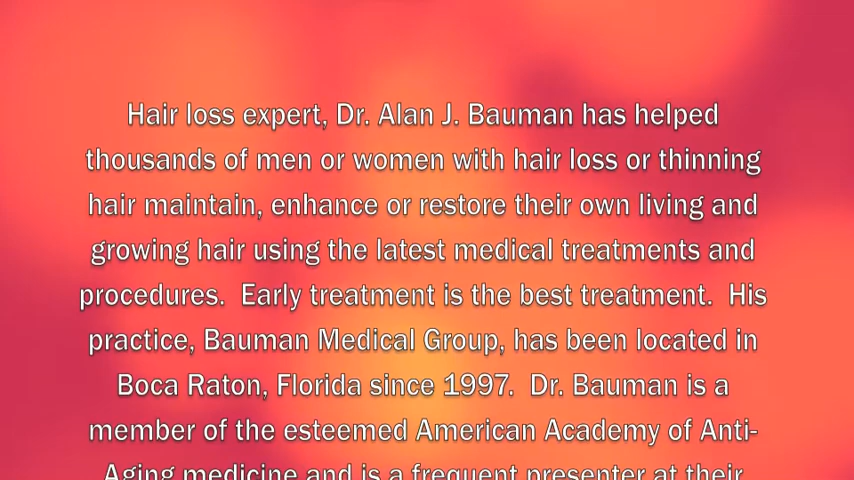 Hair loss expert, Dr. Alan J. Bauman has helped
thousands of men or women with hair loss or thinning
hair maintain, enhance or restore their own living and
growing hair using the latest medical treatments and
procedures.  Early treatment is the best treatment.  His
practice, Bauman Medical Group, has been located in
Boca Raton, Florida since 1997.  Dr. Bauman is a
member of the esteemed American Academy of Anti-
Aging medicine and is a frequent presenter at their